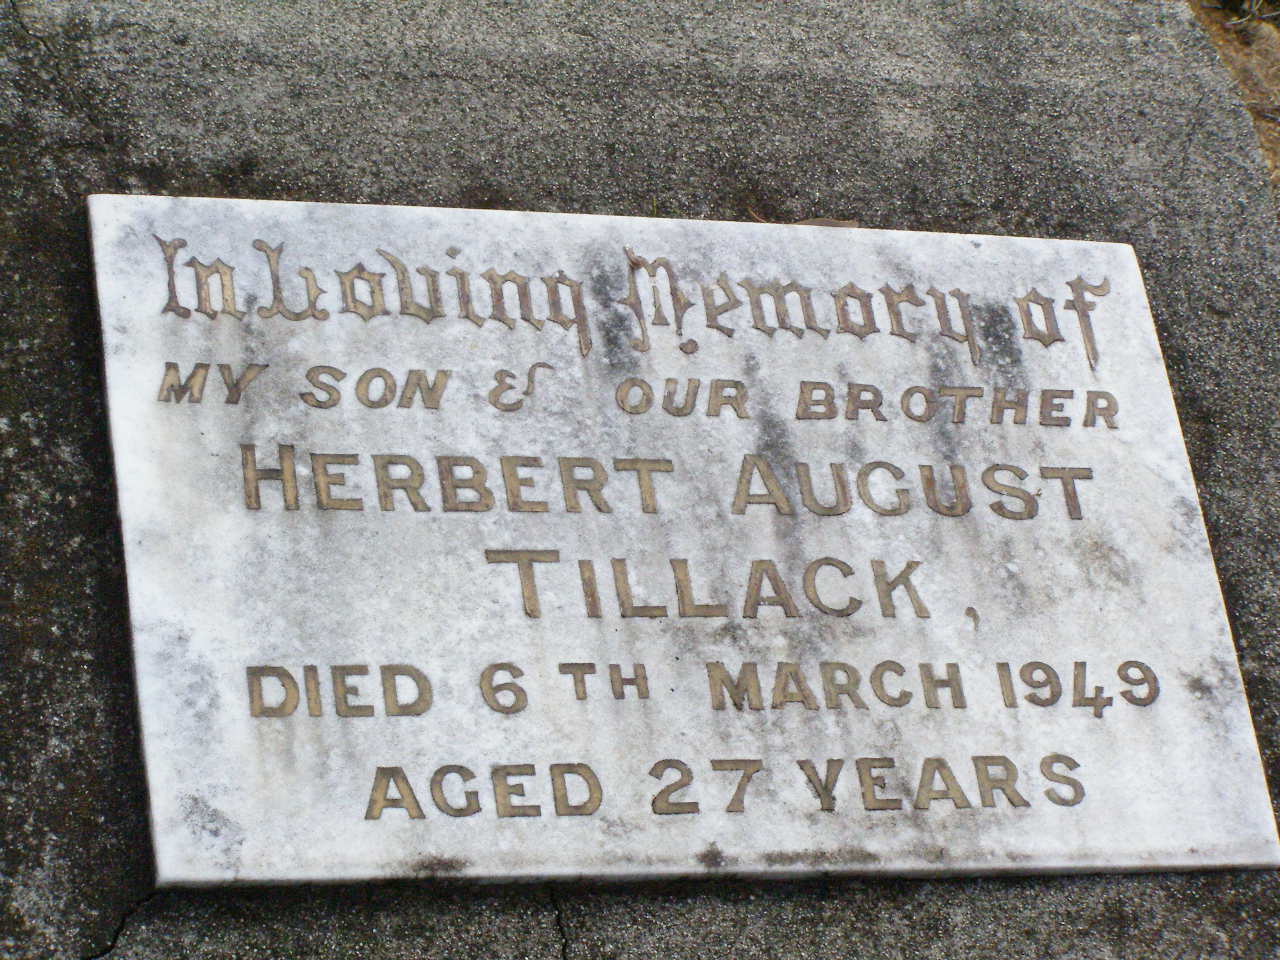 In Loving Memory of
MY SON & OUR BROTHER
HERBERT AUGUST
TILLACK,
DIED 6TH MARCH 1949
AGED 27 YEARS